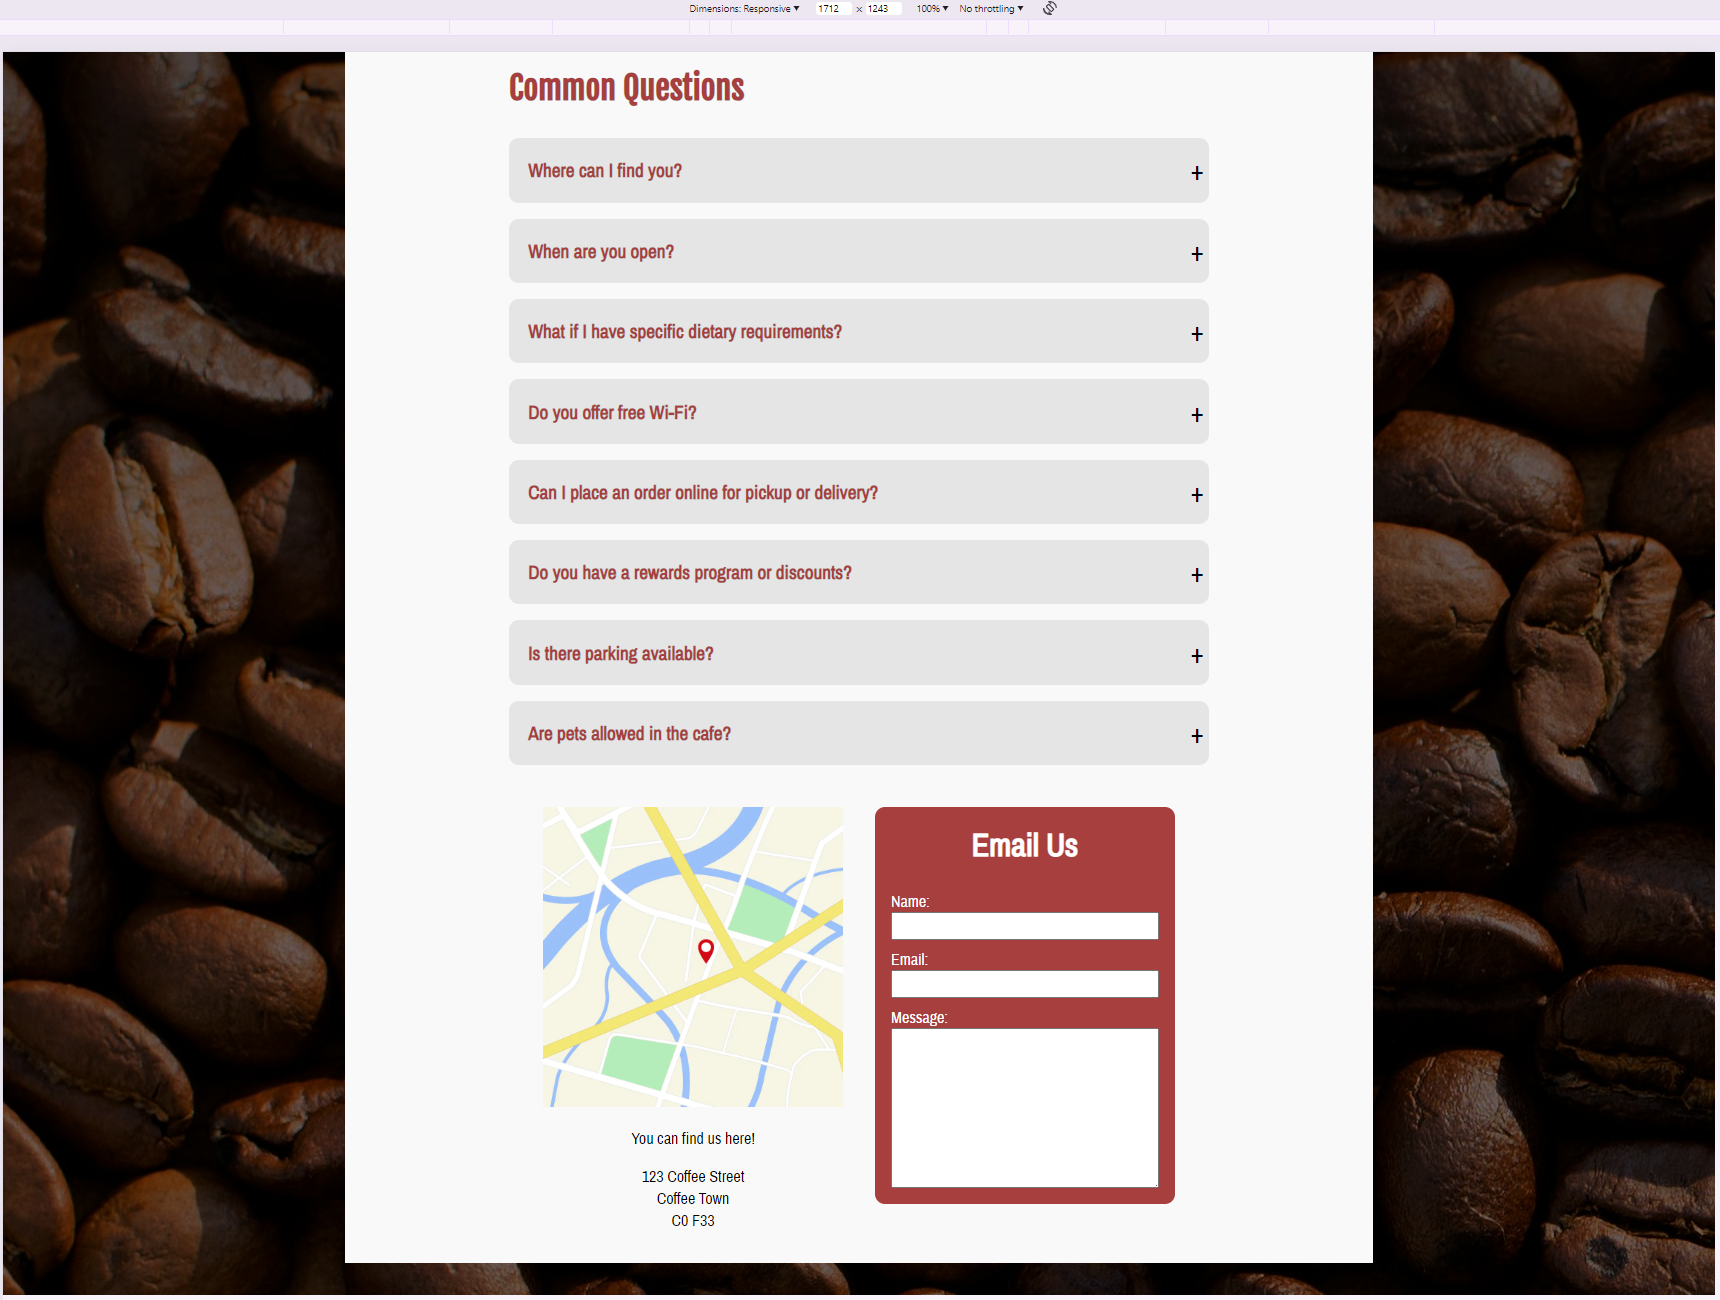 Dimensions: Responsive ▼ 1712 × 1243 100% ▼ No throttling ▼
Common Questions
Where can I find you? +
When are you open? +
What if I have specific dietary requirements? +
Do you offer free Wi-Fi? +
Can I place an order online for pickup or delivery? +
Do you have a rewards program or discounts? +
Is there parking available? +
Are pets allowed in the cafe? +
You can find us here!
123 Coffee Street
Coffee Town
C0 F33
Email Us
Name:
Email:
Message: